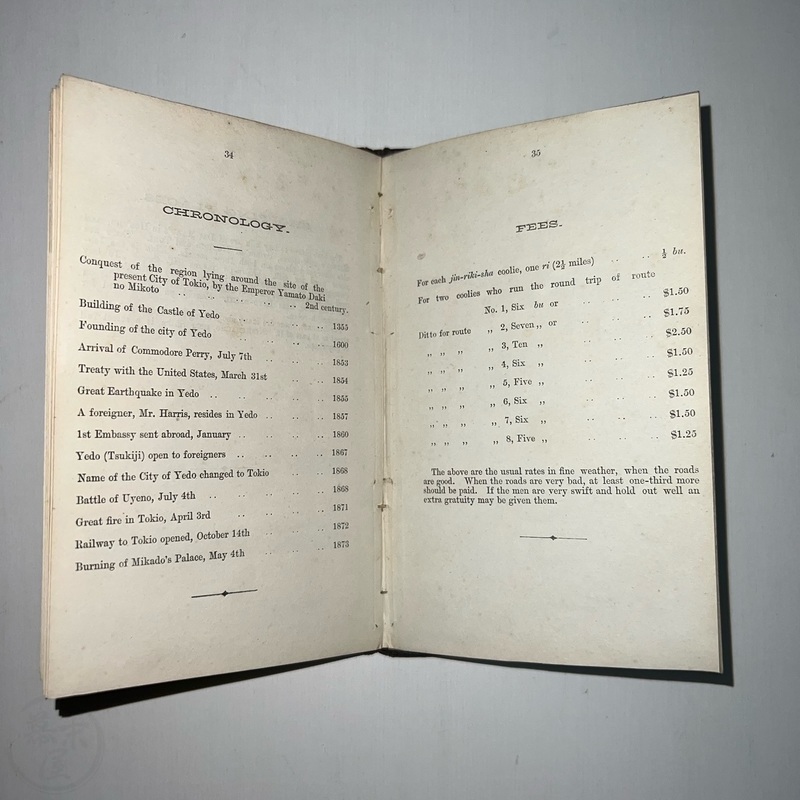 34
CHRONOLOGY.
Conquest of the region lying around the site of the
present City of Tokio, by the Emperor Yamato Daki
no Mikoto .. .. .. .. .. 2nd century.
Building of the Castle of Yedo .. .. .. .. 1355
Founding of the city of Yedo .. .. .. .. 1600
Arrival of Commodore Perry, July 7th .. .. .. 1853
Treaty with the United States, March 31st .. .. 1854
Great Earthquake in Yedo .. .. .. .. .. 1855
A foreigner, Mr. Harris, resides in Yedo .. .. .. 1857
1st Embassy sent abroad, January .. .. .. .. 1860
Yedo (Tsukiji) open to foreigners .. .. .. .. 1867
Name of the City of Yedo changed to Tokio .. .. 1868
Battle of Uyeno, July 4th .. .. .. .. 1868
Great fire in Tokio, April 3rd .. .. .. .. 1871
Railway to Tokio opened, October 14th .. .. .. 1872
Burning of Mikado's Palace, May 4th .. .. .. 1873
35
FEES.
For each jin-riki-sha coolie, one ri (2½ miles) .. .. ½ bu.
For two coolies who run the round trip of route
No. 1, Six bu or .. .. .. $1.50
Ditto for route „ 2, Seven „ or .. .. .. $1.75
„ „ „ „ 3, Ten „ .. .. .. $2.50
„ „ „ „ 4, Six „ .. .. .. $1.50
„ „ „ „ 5, Five „ .. .. .. $1.25
„ „ „ „ 6, Six „ .. .. .. $1.50
„ „ „ „ 7, Six „ .. .. .. $1.50
„ „ „ „ 8, Five „ .. .. .. $1.25
The above are the usual rates in fine weather, when the roads
are good. When the roads are very bad, at least one-third more
should be paid. If the men are very swift and hold out well an
extra gratuity may be given them.